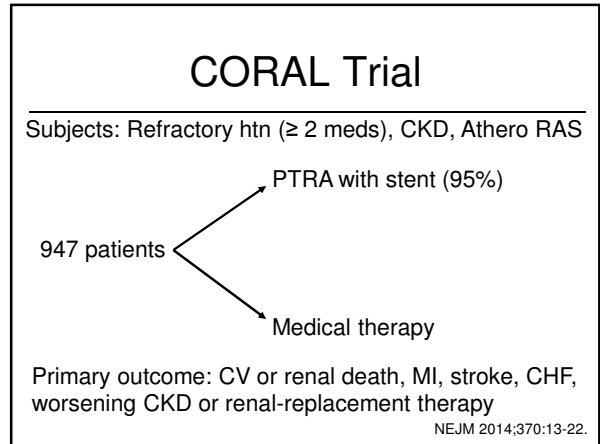 CORAL Trial
Subjects: Refractory htn (≥ 2 meds), CKD, Athero RAS
PTRA with stent (95%)
947 patients
Medical therapy
Primary outcome: CV or renal death, MI, stroke, CHF,
worsening CKD or renal-replacement therapy
NEJM 2014;370:13-22.